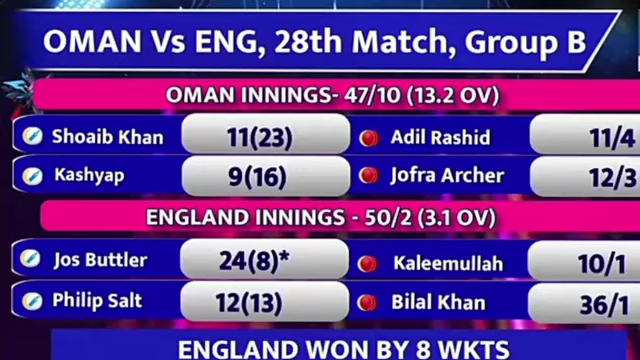 OMAN Vs ENG, 28th Match, Group B
OMAN INNINGS- 47/10 (13.2 OV)
Shoaib Khan 11(23) Adil Rashid 11/4
Kashyap 9(16) Jofra Archer 12/3
ENGLAND INNINGS - 50/2 (3.1 OV)
Jos Buttler 24(8)* Kaleemullah 10/1
Philip Salt 12(13) Bilal Khan 36/1
ENGLAND WON BY 8 WKTS